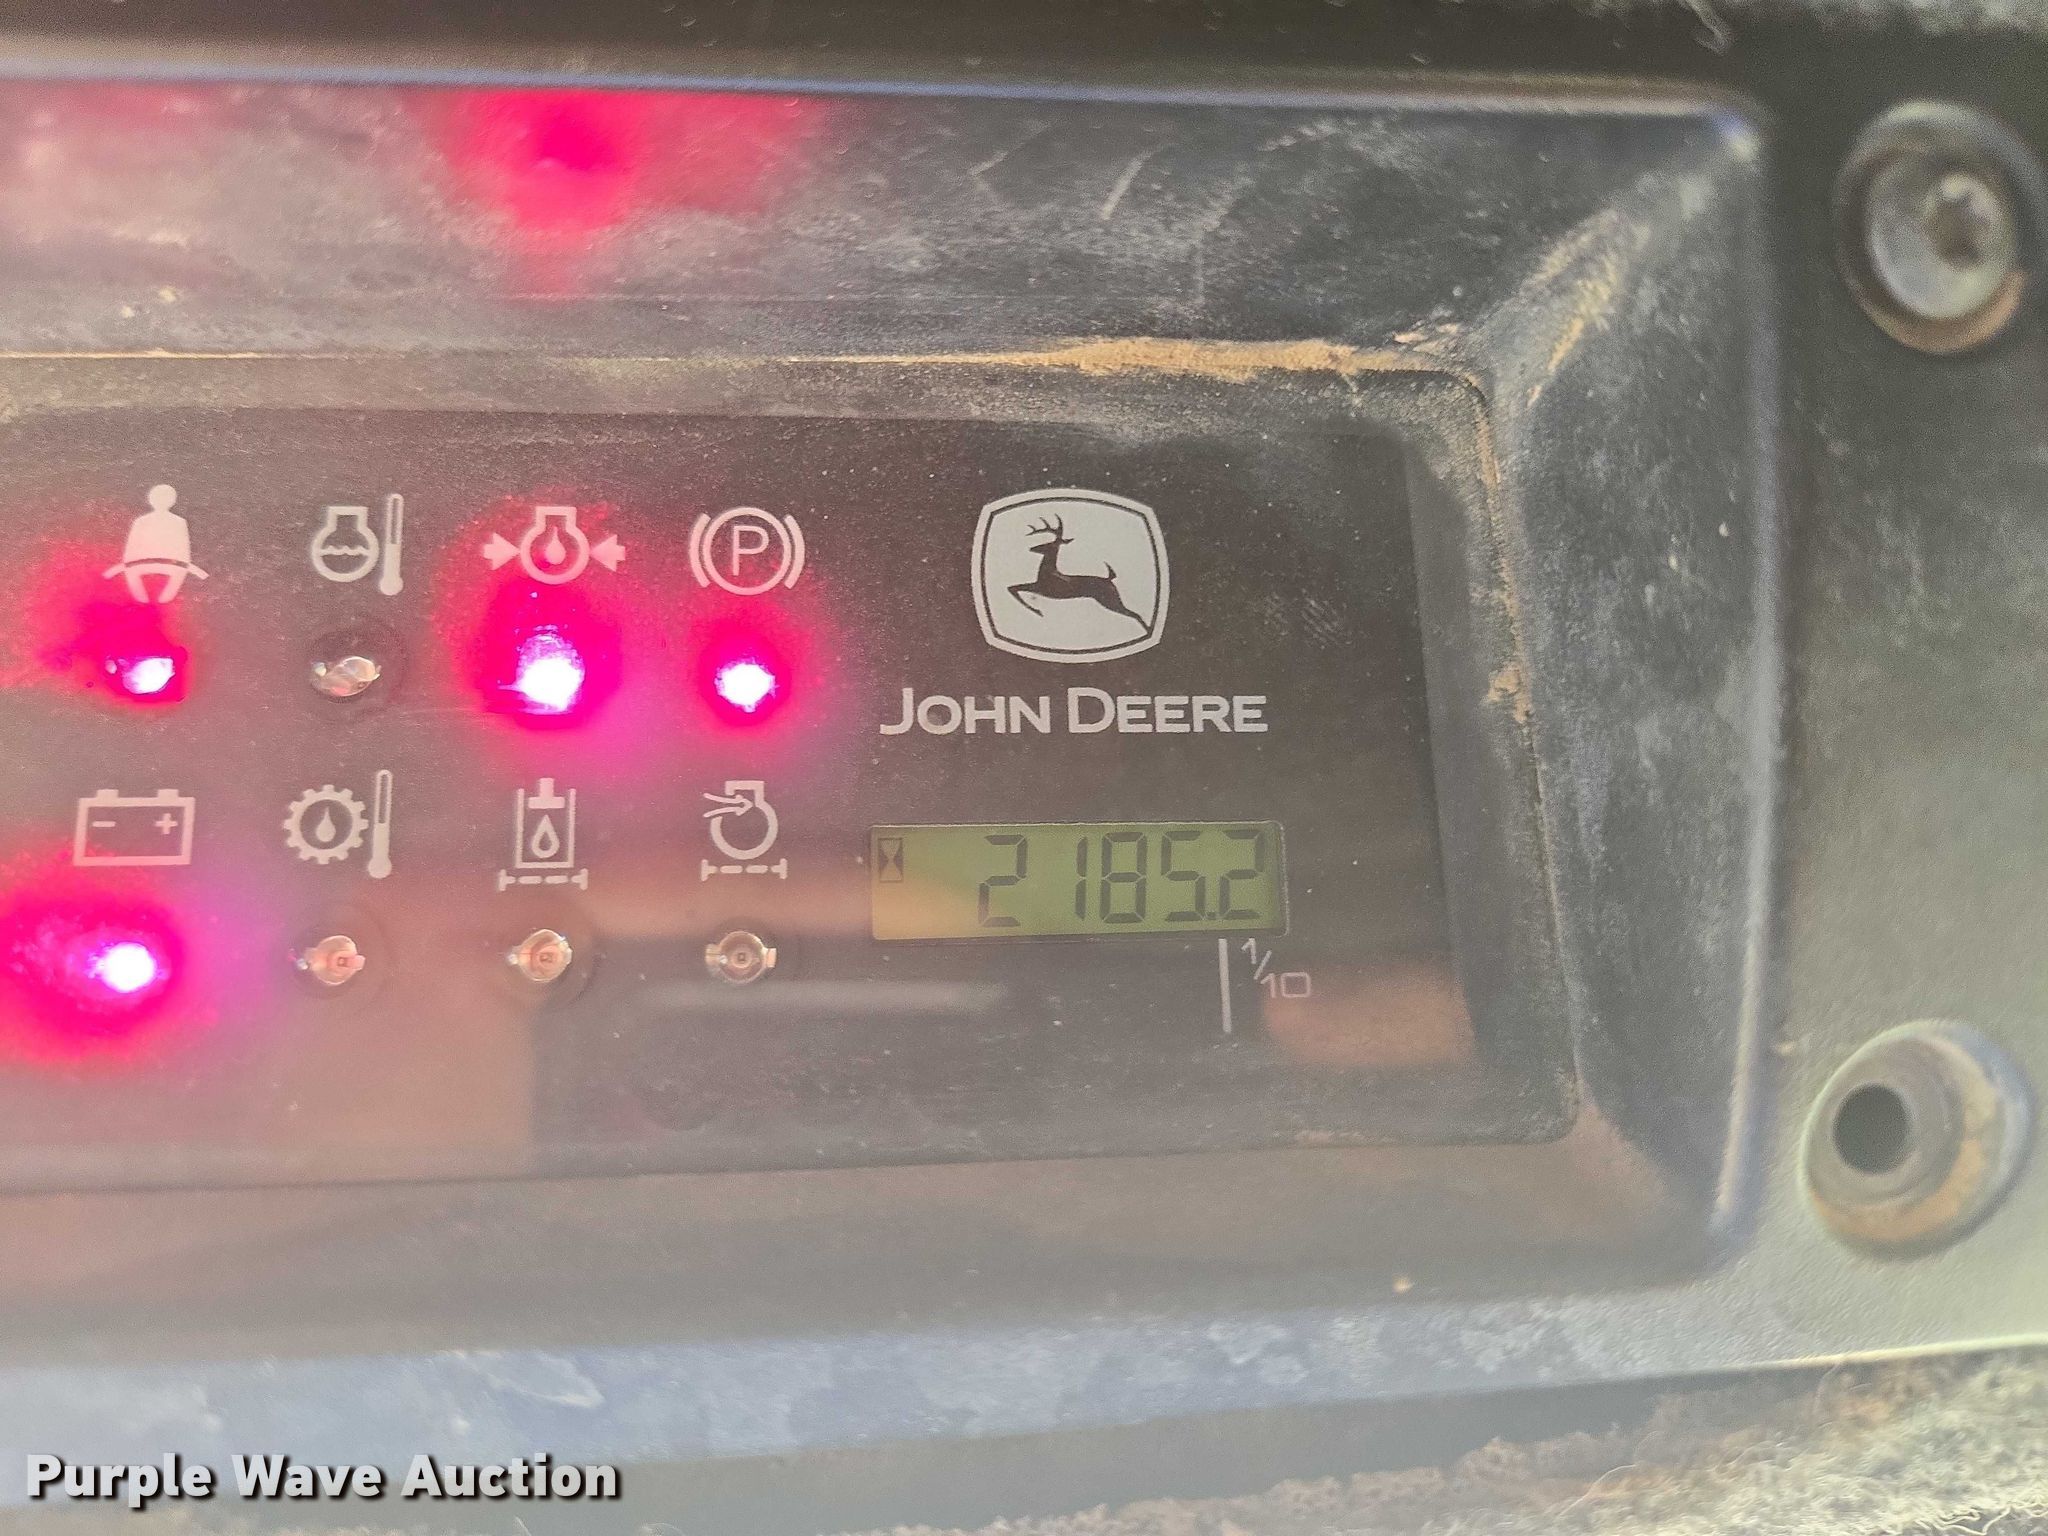 P
JOHN DEERE
- +
2185.2
1/10
Purple Wave Auction